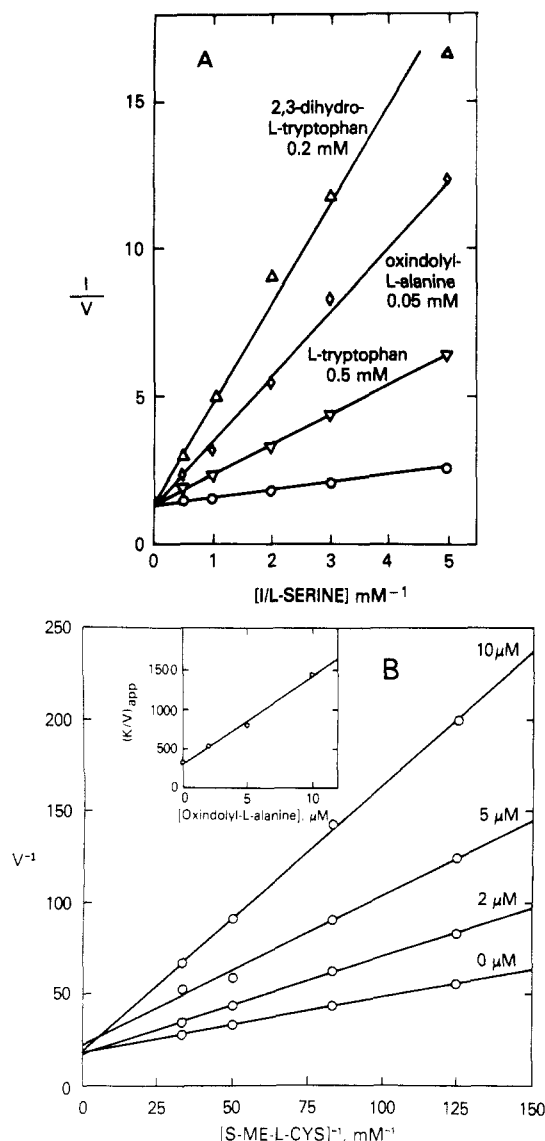 A
15
10
5
0
1
V
2,3-dihydro-
L-tryptophan
0.2 mM
oxindolyl-
L-alanine
0.05 mM
L-tryptophan
0.5 mM
0 1 2 3 4 5
[I/L-SERINE] mM⁻¹
B
250
200
150
100
50
0
V⁻¹
1500
1000
500
0
(K/V)app
0 5 10
[Oxindolyl-L-alanine], μM
10 μM
5 μM
2 μM
0 μM
0 25 50 75 100 125 150
[S-ME-L-CYS]⁻¹, mM⁻¹